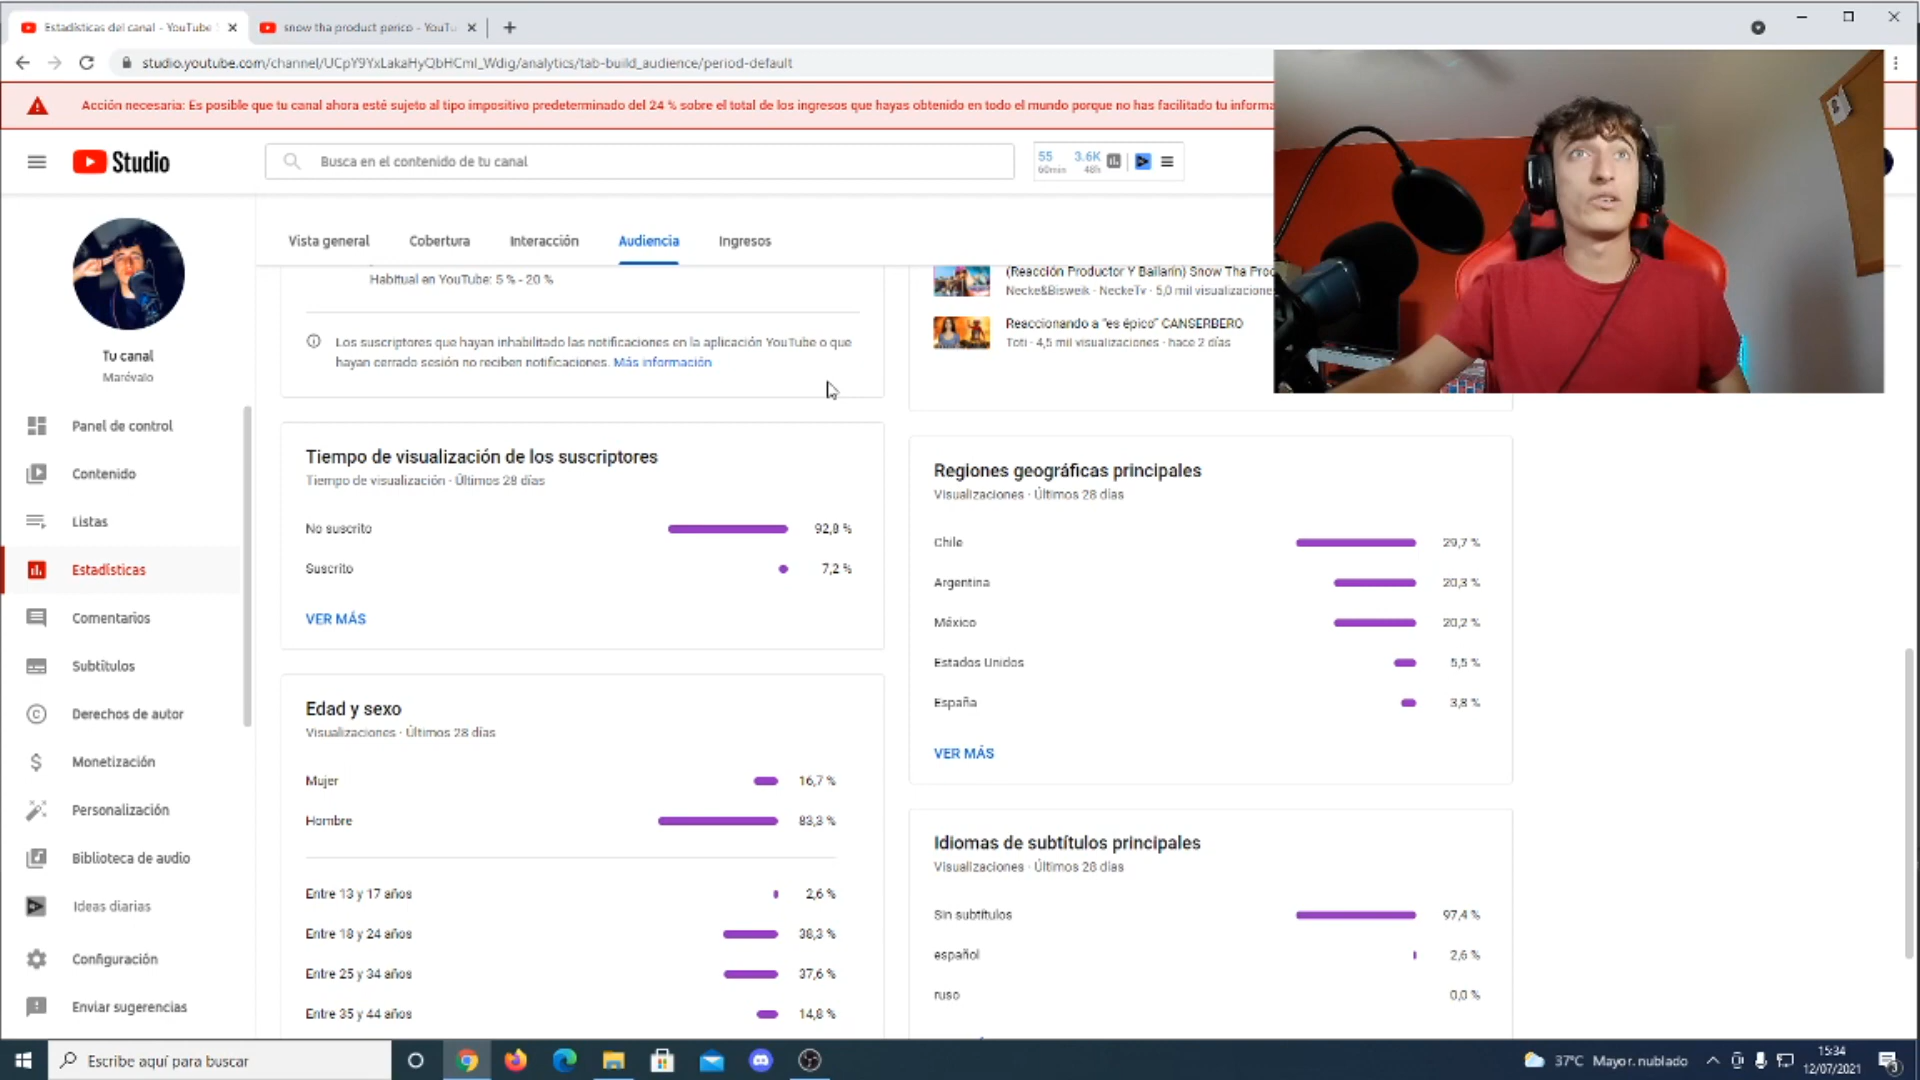 Estadísticas del canal - YouTube
snow tha product perico - YouTu
studio.youtube.com/channel/UCpY9YxLakaHyQbHCmI_Wdig/analytics/tab-build_audience/period-default
Acción necesaria: Es posible que tu canal ahora esté sujeto al tipo impositivo predeterminado del 24 % sobre el total de los ingresos que hayas obtenido en todo el mundo porque no has facilitado tu informa
Studio
Busca en el contenido de tu canal
55 3.6K
60min 48h
Tu canal
Marévalo
Panel de control
Contenido
Listas
Estadísticas
Comentarios
Subtítulos
Derechos de autor
Monetización
Personalización
Biblioteca de audio
Ideas diarias
Configuración
Enviar sugerencias
Vista general Cobertura Interacción Audiencia Ingresos
Habitual en YouTube: 5 % - 20 %
Los suscriptores que hayan inhabilitado las notificaciones en la aplicación YouTube o que
hayan cerrado sesión no reciben notificaciones. Más información
(Reacción Productor Y Bailarín) Snow Tha Proc
Necke&Bisweik · NeckeTv · 5,0 mil visualizacione
Reaccionando a "es épico" CANSERBERO
Toti · 4,5 mil visualizaciones · hace 2 días
Tiempo de visualización de los suscriptores
Tiempo de visualización · Últimos 28 días
No suscrito 92,8 %
Suscrito 7,2 %
VER MÁS
Edad y sexo
Visualizaciones · Últimos 28 días
Mujer 16,7 %
Hombre 83,3 %
Entre 13 y 17 años 2,6 %
Entre 18 y 24 años 38,3 %
Entre 25 y 34 años 37,6 %
Entre 35 y 44 años 14,8 %
Regiones geográficas principales
Visualizaciones · Últimos 28 días
Chile 29,7 %
Argentina 20,3 %
México 20,2 %
Estados Unidos 5,5 %
España 3,8 %
VER MÁS
Idiomas de subtítulos principales
Visualizaciones · Últimos 28 días
Sin subtítulos 97,4 %
español 2,6 %
ruso 0,0 %
Escribe aquí para buscar
37°C Mayor. nublado
15:34
12/07/2021
3